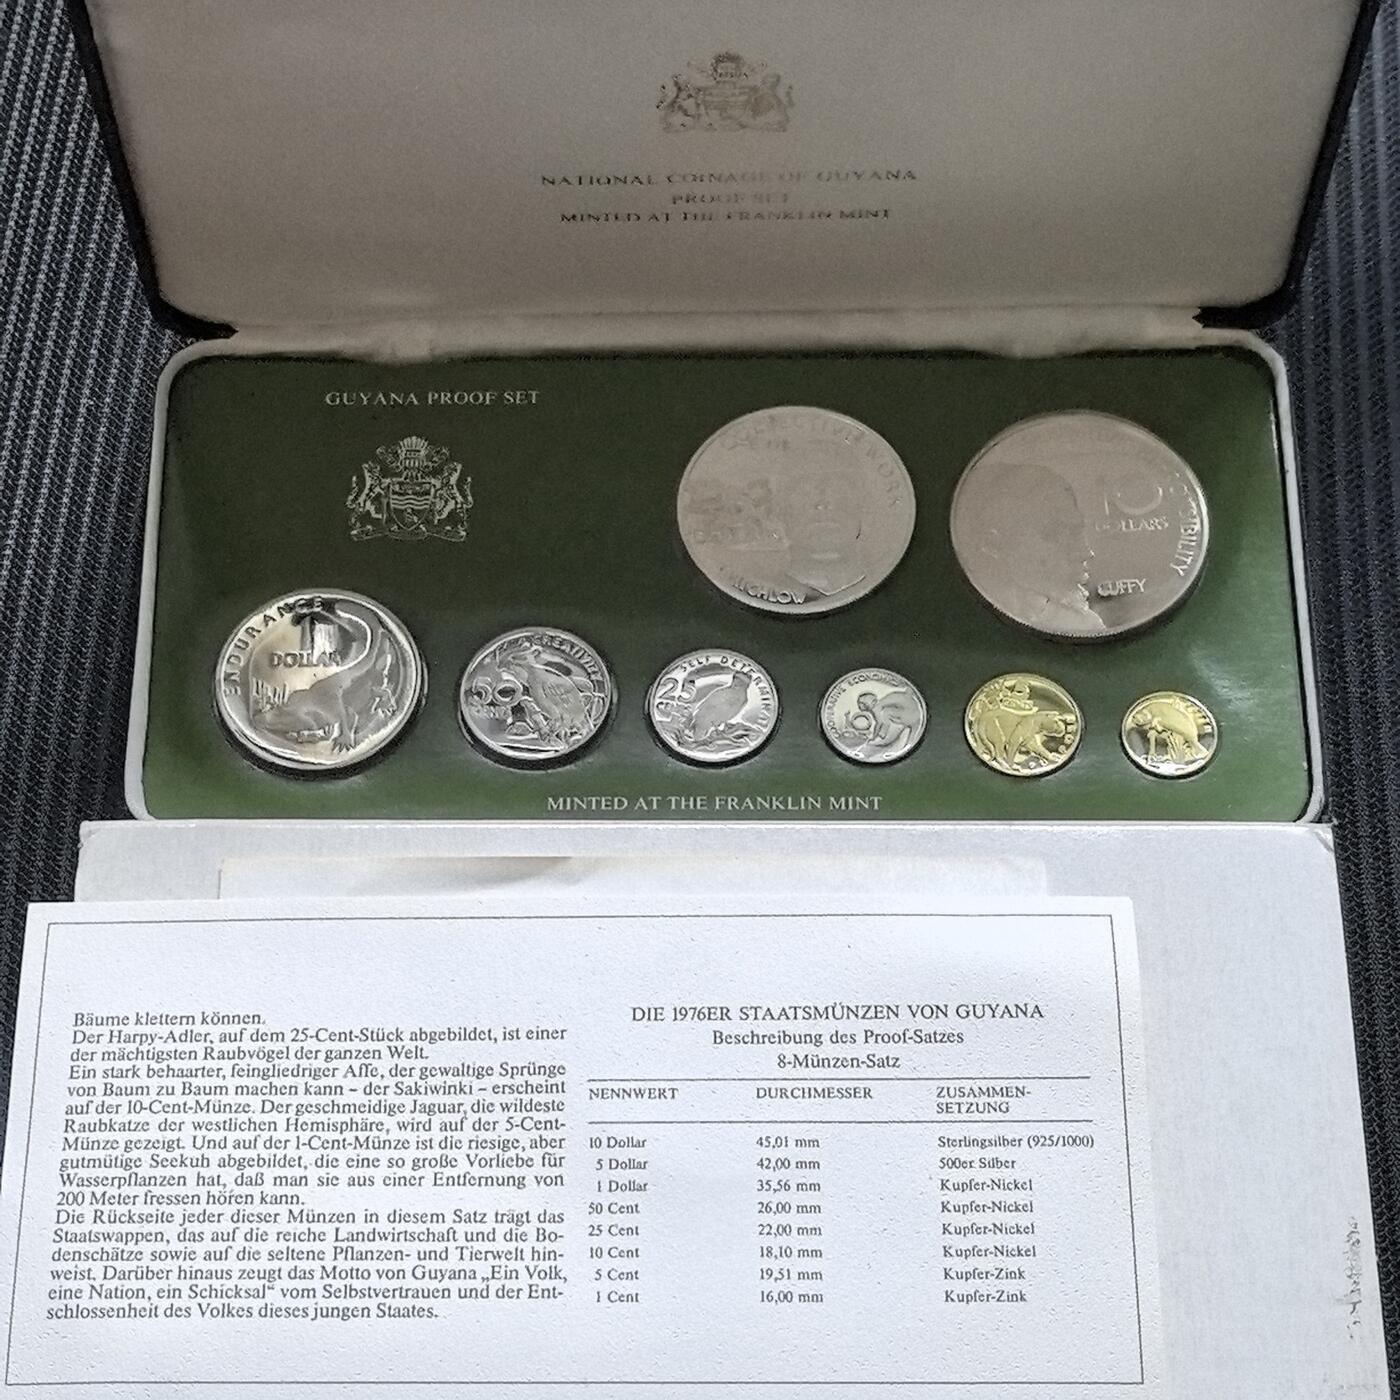 NATIONAL COINAGE OF GUYANA
PROOF SET
MINTED AT THE FRANKLIN MINT
GUYANA PROOF SET
COLLECTIVE WORK
DOLLARS
CRICHLOW
DOLLARS
CUFFY
ENDURANCE
DOLLAR
50
CREATIVITY
25
SELF DETERMINATI
10
MINTED AT THE FRANKLIN MINT
Bäume klettern können.
Der Harpy-Adler, auf dem 25-Cent-Stück abgebildet, ist einer
der mächtigsten Raubvögel der ganzen Welt.
Ein stark behaarter, feingliedriger Affe, der gewaltige Sprünge
von Baum zu Baum machen kann – der Sakiwinki – erscheint
auf der 10-Cent-Münze. Der geschmeidige Jaguar, die wildeste
Raubkatze der westlichen Hemisphäre, wird auf der 5-Cent-
Münze gezeigt. Und auf der 1-Cent-Münze ist die riesige, aber
gutmütige Seekuh abgebildet, die eine so große Vorliebe für
Wasserpflanzen hat, daß man sie aus einer Entfernung von
200 Meter fressen hören kann.
Die Rückseite jeder dieser Münzen in diesem Satz trägt das
Staatswappen, das auf die reiche Landwirtschaft und die Bo-
denschätze sowie auf die seltene Pflanzen- und Tierwelt hin-
weist. Darüber hinaus zeugt das Motto von Guyana „Ein Volk,
eine Nation, ein Schicksal“ vom Selbstvertrauen und der Ent-
schlossenheit des Volkes dieses jungen Staates.
DIE 1976ER STAATSMÜNZEN VON GUYANA
Beschreibung des Proof-Satzes
8-Münzen-Satz
NENNWERT DURCHMESSER ZUSAMMEN-
SETZUNG
10 Dollar 45,01 mm Sterlingsilber (925/1000)
5 Dollar 42,00 mm 500er Silber
1 Dollar 35,56 mm Kupfer-Nickel
50 Cent 26,00 mm Kupfer-Nickel
25 Cent 22,00 mm Kupfer-Nickel
10 Cent 18,10 mm Kupfer-Nickel
5 Cent 19,51 mm Kupfer-Zink
1 Cent 16,00 mm Kupfer-Zink